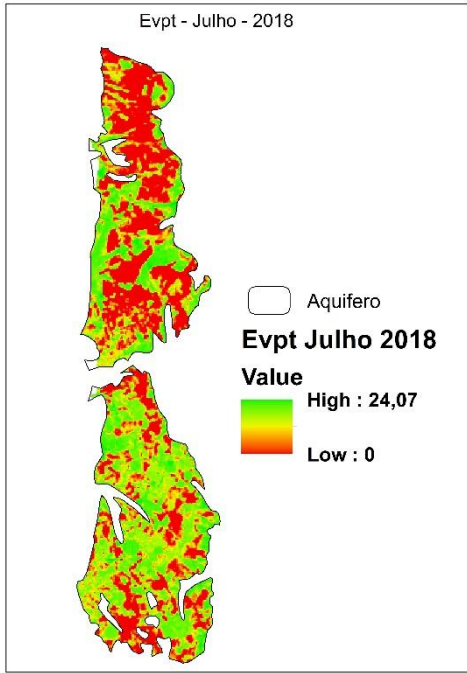 Evpt - Julho - 2018
Aquifero
Evpt Julho 2018
Value
High : 24,07
Low : 0